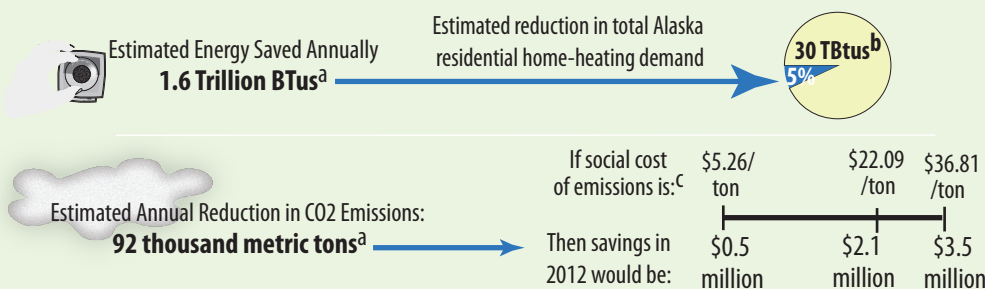 Estimated Energy Saved Annually
1.6 Trillion BTusa
Estimated reduction in total Alaska
residential home-heating demand
30 TBtusb
5%
Estimated Annual Reduction in CO2 Emissions:
92 thousand metric tonsa
If social cost
of emissions is:c
$5.26/
ton
$22.09
/ton
$36.81
/ton
Then savings in
2012 would be:
$0.5
million
$2.1
million
$3.5
million